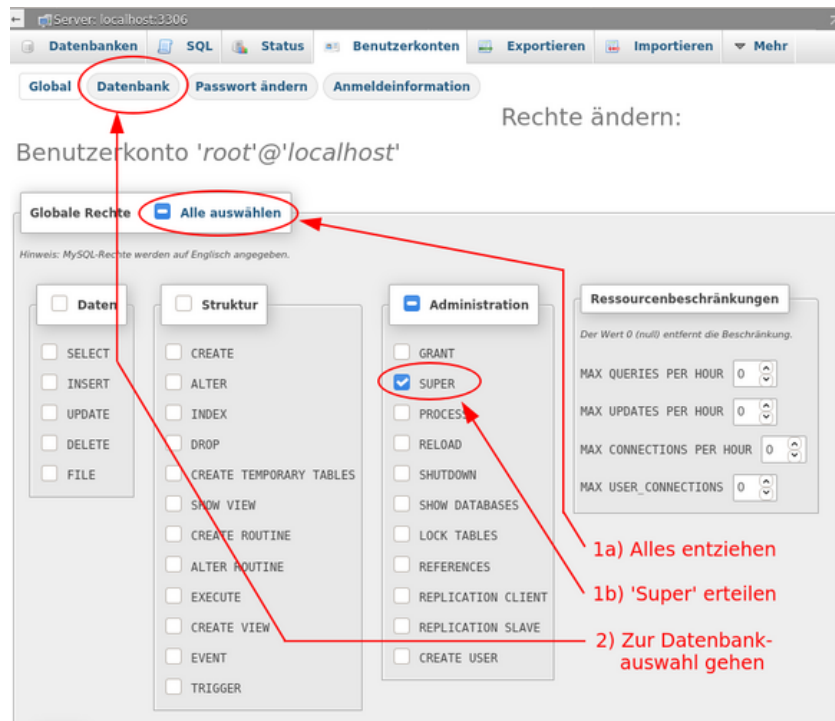 Server: localhost:3306
Datenbanken SQL Status Benutzerkonten Exportieren Importieren Mehr
Global Datenbank Passwort ändern Anmeldeinformation
Rechte ändern:
Benutzerkonto 'root'@'localhost'
Globale Rechte Alle auswählen
Hinweis: MySQL-Rechte werden auf Englisch angegeben.
Daten
SELECT
INSERT
UPDATE
DELETE
FILE
Struktur
CREATE
ALTER
INDEX
DROP
CREATE TEMPORARY TABLES
SHOW VIEW
CREATE ROUTINE
ALTER ROUTINE
EXECUTE
CREATE VIEW
EVENT
TRIGGER
Administration
GRANT
SUPER
PROCESS
RELOAD
SHUTDOWN
SHOW DATABASES
LOCK TABLES
REFERENCES
REPLICATION CLIENT
REPLICATION SLAVE
CREATE USER
Ressourcenbeschränkungen
Der Wert 0 (null) entfernt die Beschränkung.
MAX QUERIES PER HOUR 0
MAX UPDATES PER HOUR 0
MAX CONNECTIONS PER HOUR 0
MAX USER_CONNECTIONS 0
1a) Alles entziehen
1b) 'Super' erteilen
2) Zur Datenbank-
auswahl gehen